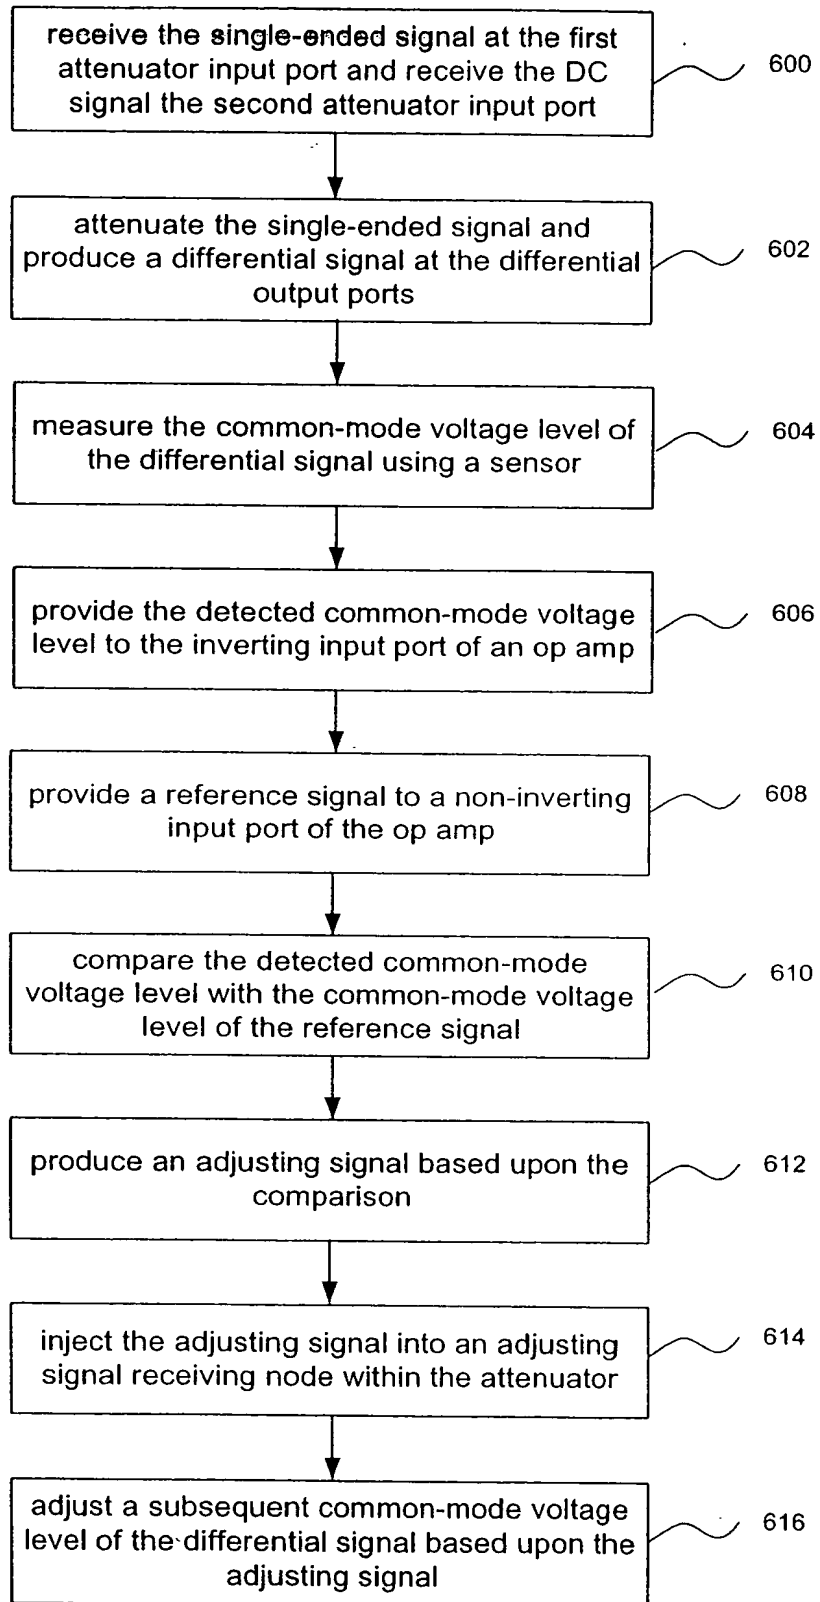 receive the single-ended signal at the first
attenuator input port and receive the DC
signal the second attenuator input port
600
attenuate the single-ended signal and
produce a differential signal at the differential
output ports
602
measure the common-mode voltage level of
the differential signal using a sensor
604
provide the detected common-mode voltage
level to the inverting input port of an op amp
606
provide a reference signal to a non-inverting
input port of the op amp
608
compare the detected common-mode
voltage level with the common-mode voltage
level of the reference signal
610
produce an adjusting signal based upon the
comparison
612
inject the adjusting signal into an adjusting
signal receiving node within the attenuator
614
adjust a subsequent common-mode voltage
level of the differential signal based upon the
adjusting signal
616